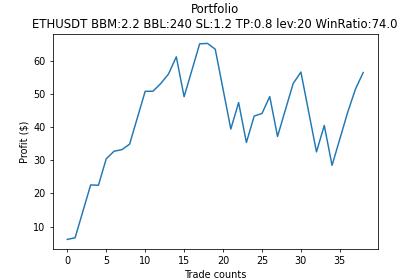 Portfolio
ETHUSDT BBM:2.2 BBL:240 SL:1.2 TP:0.8 lev:20 WinRatio:74.0
60
50
40
30
20
10
Profit ($)
0 5 10 15 20 25 30 35
Trade counts